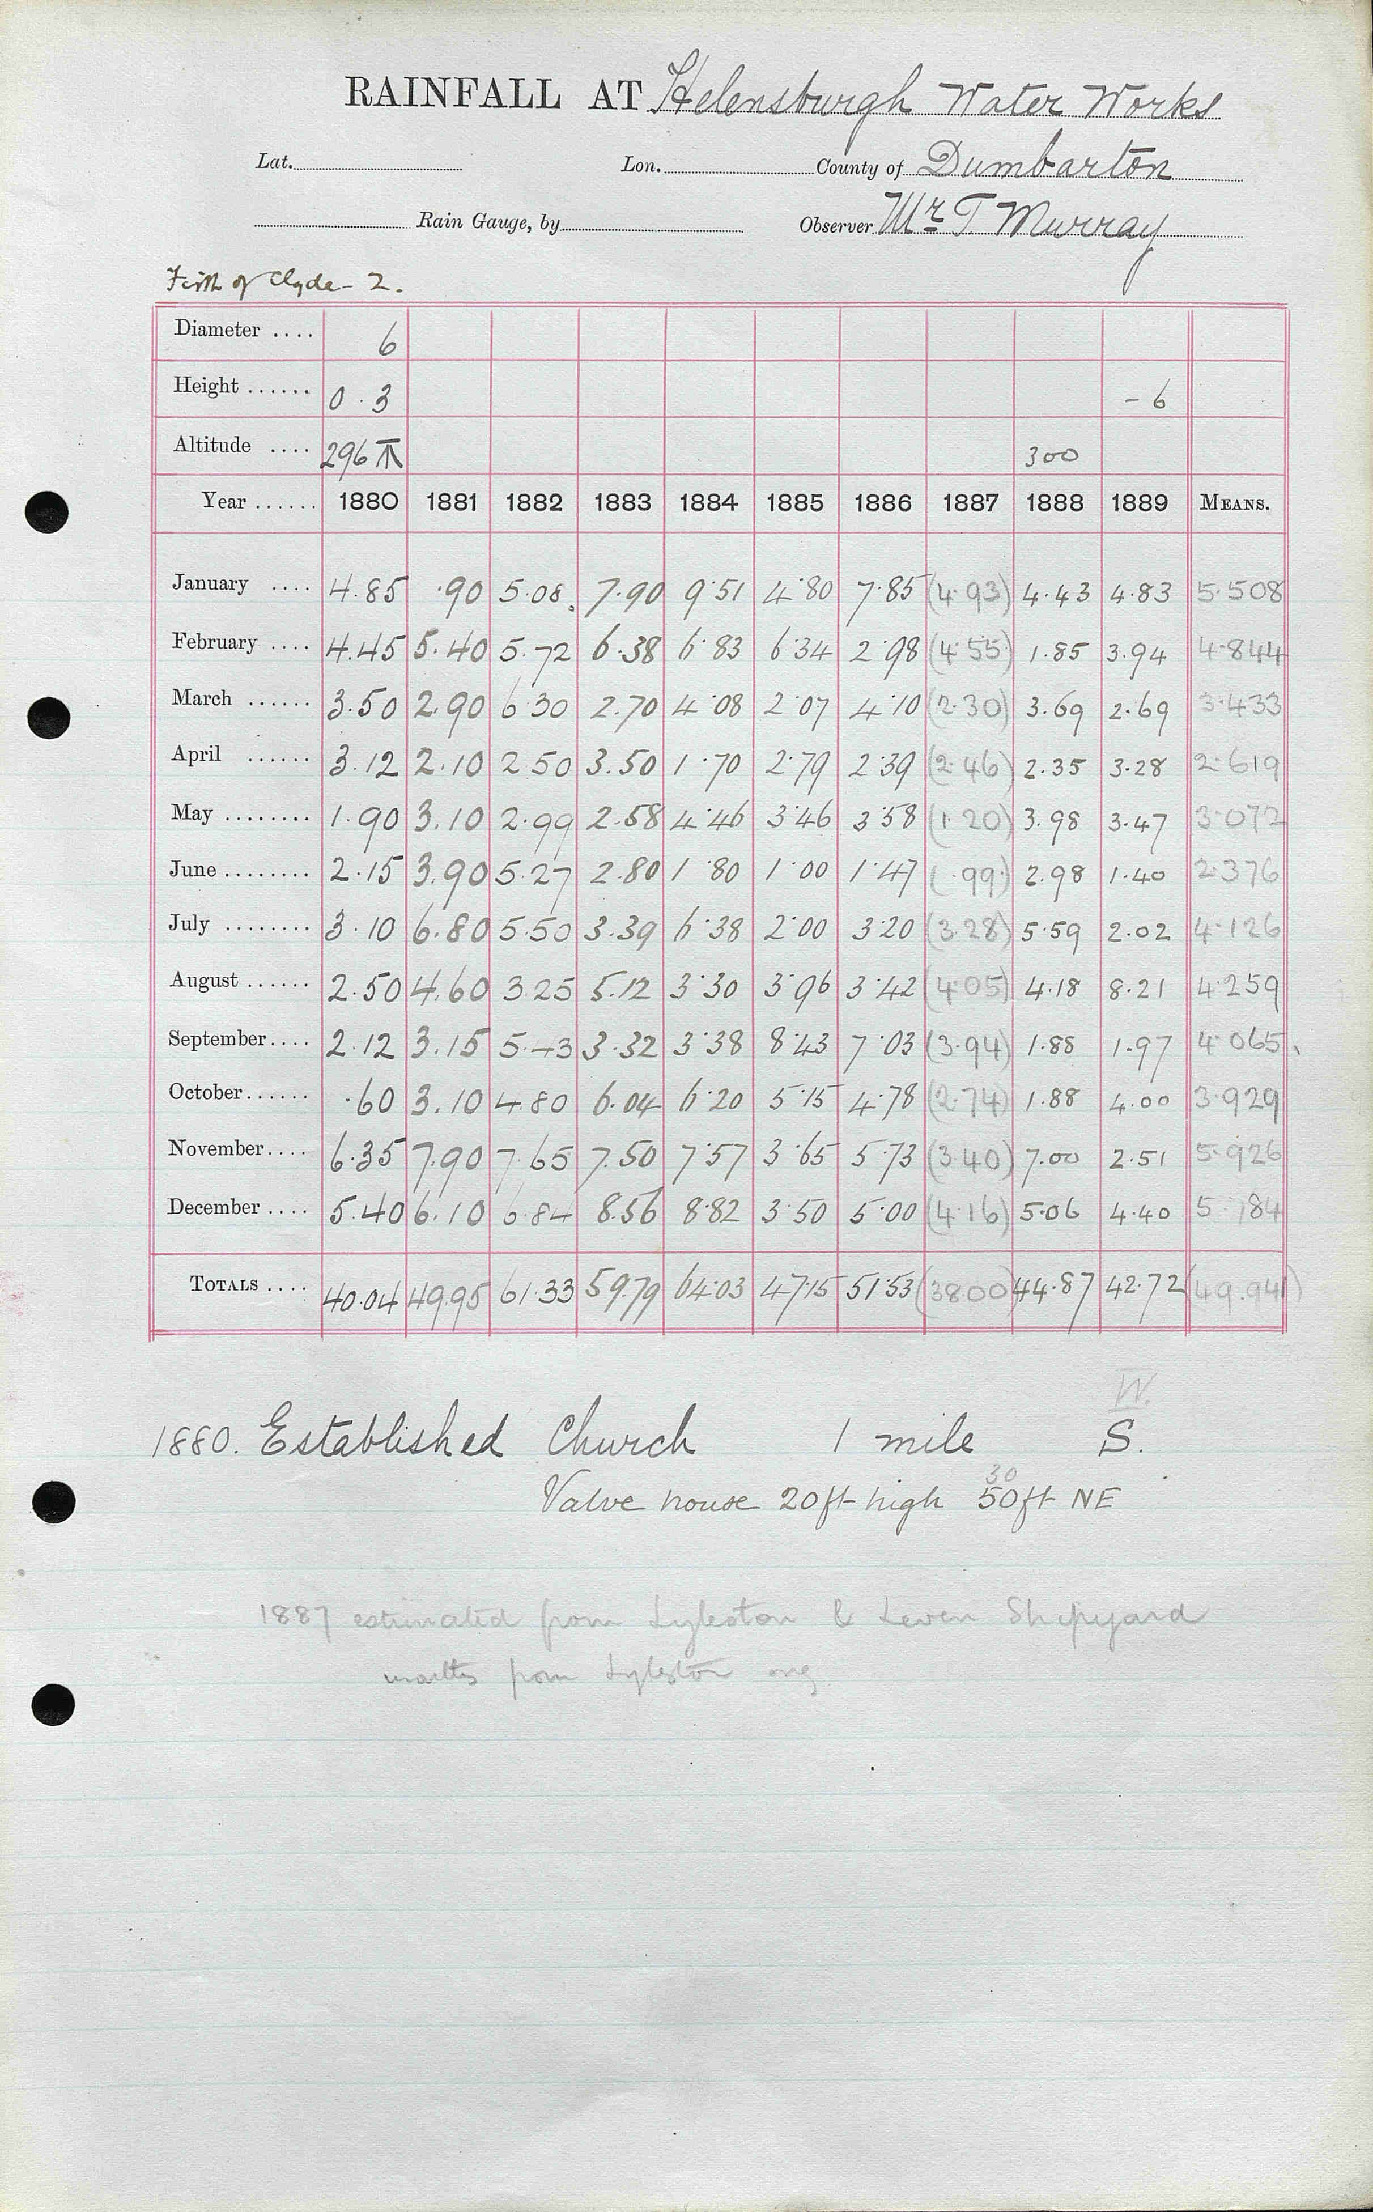 RAINFALL AT Helensburgh Water Works
Lat. Lon. County of Dumbarton
Rain Gauge, by Observer Mr T Murray
Firth of Clyde - 2.
Diameter .... 6
Height ...... 0.3 - 6
Altitude .... 296 ⊼ 300
Year ...... 1880 1881 1882 1883 1884 1885 1886 1887 1888 1889 MEANS.
January .... 4.85 .90 5.08 7.90 9.51 4.80 7.85 (4.93) 4.43 4.83 5.508
February .... 4.45 5.40 5.72 6.38 6.83 6.34 2.98 (4.55) 1.85 3.94 4.844
March ...... 3.50 2.90 6.30 2.70 4.08 2.07 4.10 (2.30) 3.69 2.69 3.433
April ...... 3.12 2.10 2.50 3.50 1.70 2.79 2.39 (2.46) 2.35 3.28 2.619
May ........ 1.90 3.10 2.99 2.58 4.46 3.46 3.58 (1.20) 3.98 3.47 3.072
June ........ 2.15 3.90 5.27 2.80 1.80 1.00 1.47 (.99) 2.98 1.40 2.376
July ........ 3.10 6.80 5.50 3.39 6.38 2.00 3.20 (3.28) 5.59 2.02 4.126
August ...... 2.50 4.60 3.25 5.12 3.30 3.96 3.42 (4.05) 4.18 8.21 4.259
September.... 2.12 3.15 5.43 3.32 3.38 8.43 7.03 (3.94) 1.88 1.97 4.065
October...... .60 3.10 4.80 6.04 6.20 5.15 4.78 (2.74) 1.88 4.00 3.929
November.... 6.35 7.90 7.65 7.50 7.57 3.65 5.73 (3.40) 7.00 2.51 5.926
December .... 5.40 6.10 6.84 8.56 8.82 3.50 5.00 (4.16) 5.06 4.40 5.784
TOTALS .... 40.04 49.95 61.33 59.79 64.03 47.15 51.53 (38.00) 44.87 42.72 (49.941)
W.
1880. Established Church 1 mile S.
30
Valve house 20ft high 50ft NE
1887 estimated from Lyleston & Leven Shipyard
from Lyleston